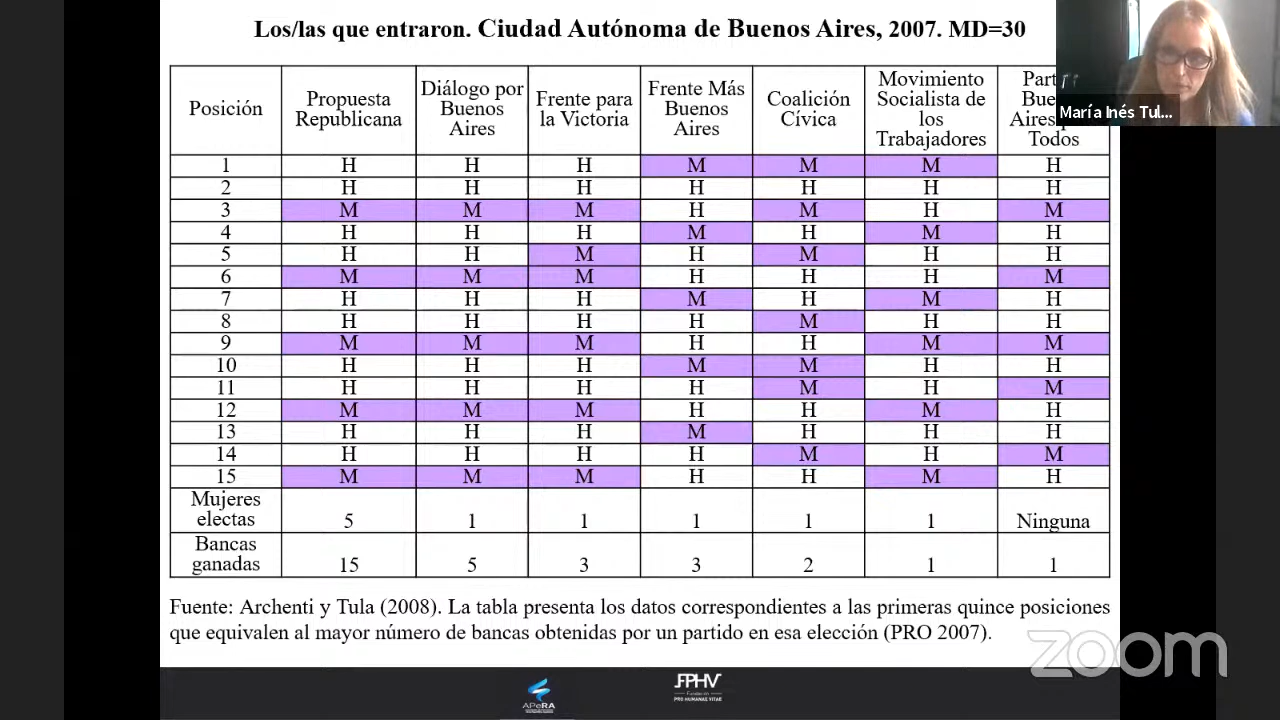 Los/las que entraron. Ciudad Autónoma de Buenos Aires, 2007. MD=30
María Inés Tul...
Posición
Propuesta
Republicana
Diálogo por
Buenos
Aires
Frente para
la Victoria
Frente Más
Buenos
Aires
Coalición
Cívica
Movimiento
Socialista de
los
Trabajadores
Todos
1 H H H M M M H
2 H H H H H H H
3 M M M H M H M
4 H H H M H M H
5 H H M H M H H
6 M M M H H H M
7 H H H M H M H
8 H H H H M H H
9 M M M H H M M
10 H H H M M H H
11 H H H H M H M
12 M M M H H M H
13 H H H M H H H
14 H H H H M H M
15 M M M H H M H
Mujeres
electas 5 1 1 1 1 1 Ninguna
Bancas
ganadas 15 5 3 3 2 1 1
Fuente: Archenti y Tula (2008). La tabla presenta los datos correspondientes a las primeras quince posiciones
que equivalen al mayor número de bancas obtenidas por un partido en esa elección (PRO 2007).
zoom
APeRA
FPHV
Fundación
PRO HUMANAE VITAE